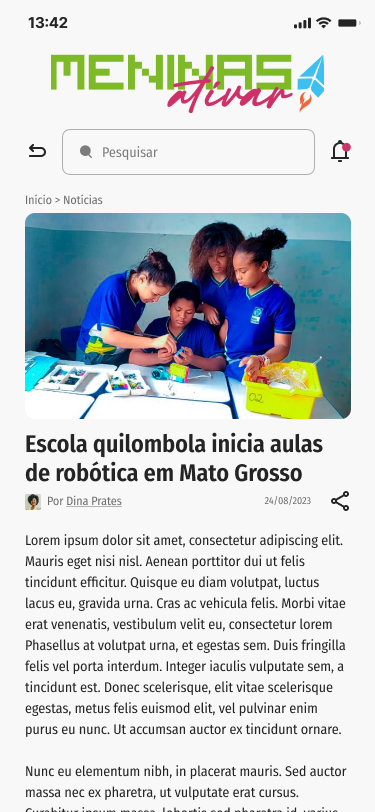 13:42
MENINAS
ativar
Pesquisar
Inicio > Notícias
02
Escola quilombola inicia aulas
de robótica em Mato Grosso
Por Dina Prates
24/08/2023
Lorem ipsum dolor sit amet, consectetur adipiscing elit.
Mauris eget nisi nisl. Aenean porttitor dui ut felis
tincidunt efficitur. Quisque eu diam volutpat, luctus
lacus eu, gravida urna. Cras ac vehicula felis. Morbi vitae
erat venenatis, vestibulum velit eu, consectetur lorem
Phasellus at volutpat urna, et egestas sem. Duis fringilla
felis vel porta interdum. Integer iaculis vulputate sem, a
tincidunt est. Donec scelerisque, elit vitae scelerisque
egestas, metus felis euismod elit, vel pulvinar enim
purus eu nunc. Ut accumsan auctor ex tincidunt ornare.
Nunc eu elementum nibh, in placerat mauris. Sed auctor
massa nec ex pharetra, ut vulputate erat cursus.